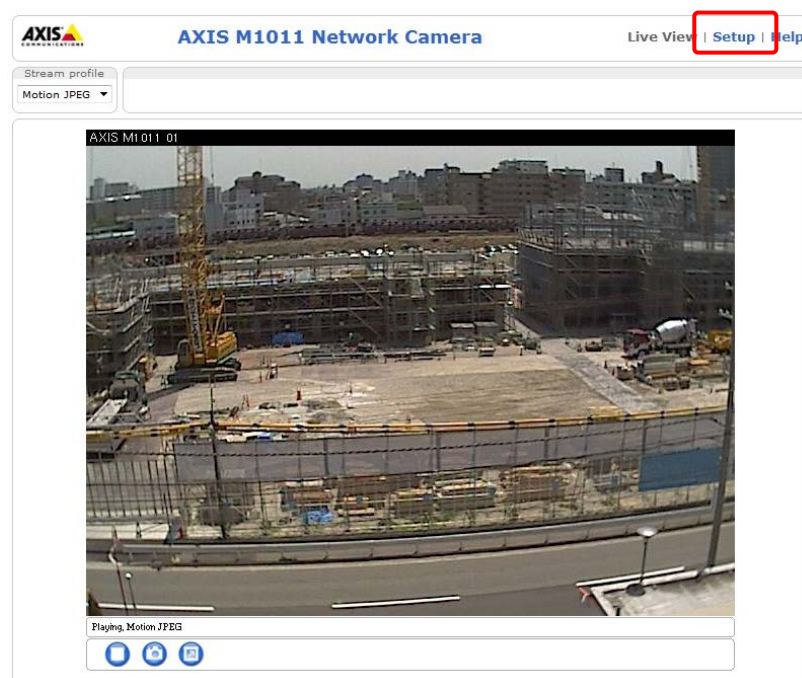 AXIS
COMMUNICATIONS
AXIS M1011 Network Camera
Live View | Setup | Help
Stream profile
Motion JPEG
AXIS M1011 01
Playing, Motion JPEG